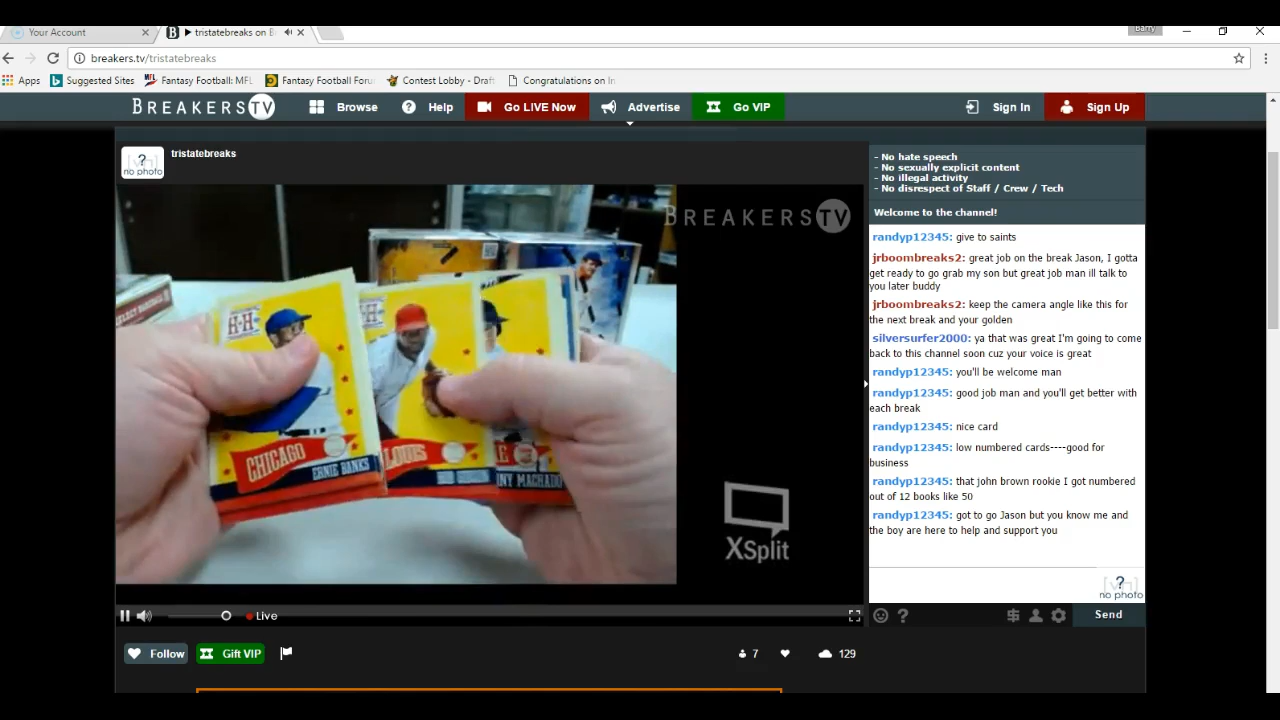 Your Account
tristatebreaks on B
Barry
breakers.tv/tristatebreaks
Apps
Suggested Sites
Fantasy Football: MFL
Fantasy Football Foru
Contest Lobby - Draft
Congratulations on In
BREAKERS TV
Browse
Help
Go LIVE Now
Advertise
Go VIP
Sign In
Sign Up
? no photo
tristatebreaks
BREAKERS TV
H·H
CHICAGO
ERNIE BANKS
LOUIS
NY MACHADO
XSplit
Live
Follow
Gift VIP
7
129
- No hate speech
- No sexually explicit content
- No illegal activity
- No disrespect of Staff / Crew / Tech
Welcome to the channel!
randyp12345: give to saints
jrboombreaks2: great job on the break Jason, I gotta
get ready to go grab my son but great job man ill talk to
you later buddy
jrboombreaks2: keep the camera angle like this for
the next break and your golden
silversurfer2000: ya that was great I'm going to come
back to this channel soon cuz your voice is great
randyp12345: you'll be welcome man
randyp12345: good job man and you'll get better with
each break
randyp12345: nice card
randyp12345: low numbered cards----good for
business
randyp12345: that john brown rookie I got numbered
out of 12 books like 50
randyp12345: got to go Jason but you know me and
the boy are here to help and support you
? no photo
Send